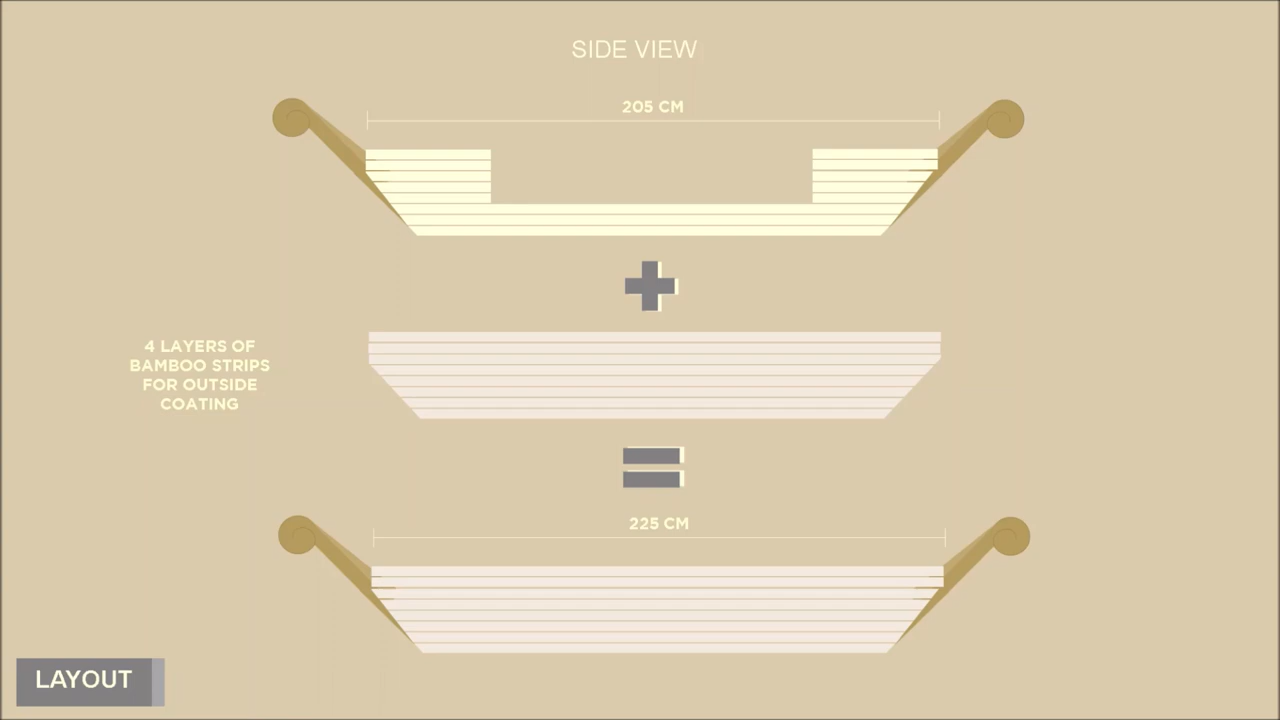 SIDE VIEW
205 CM
4 LAYERS OF
BAMBOO STRIPS
FOR OUTSIDE
COATING
225 CM
LAYOUT